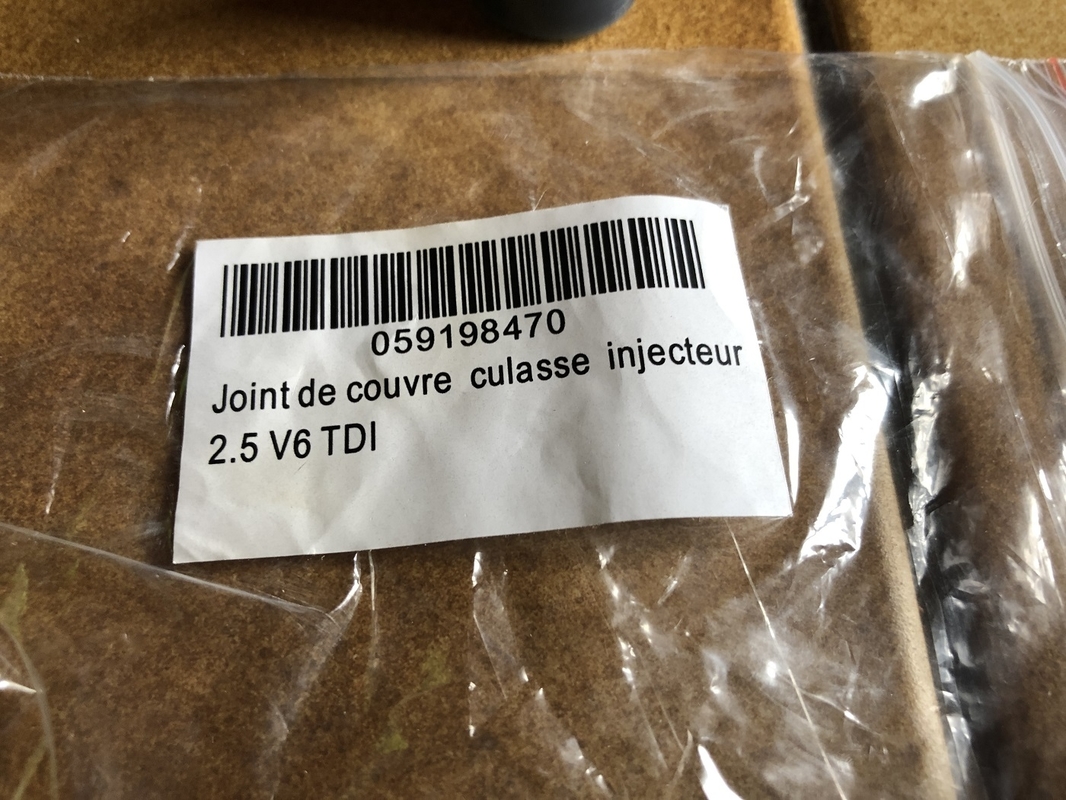 059198470
Joint de couvre culasse injecteur
2.5 V6 TDI